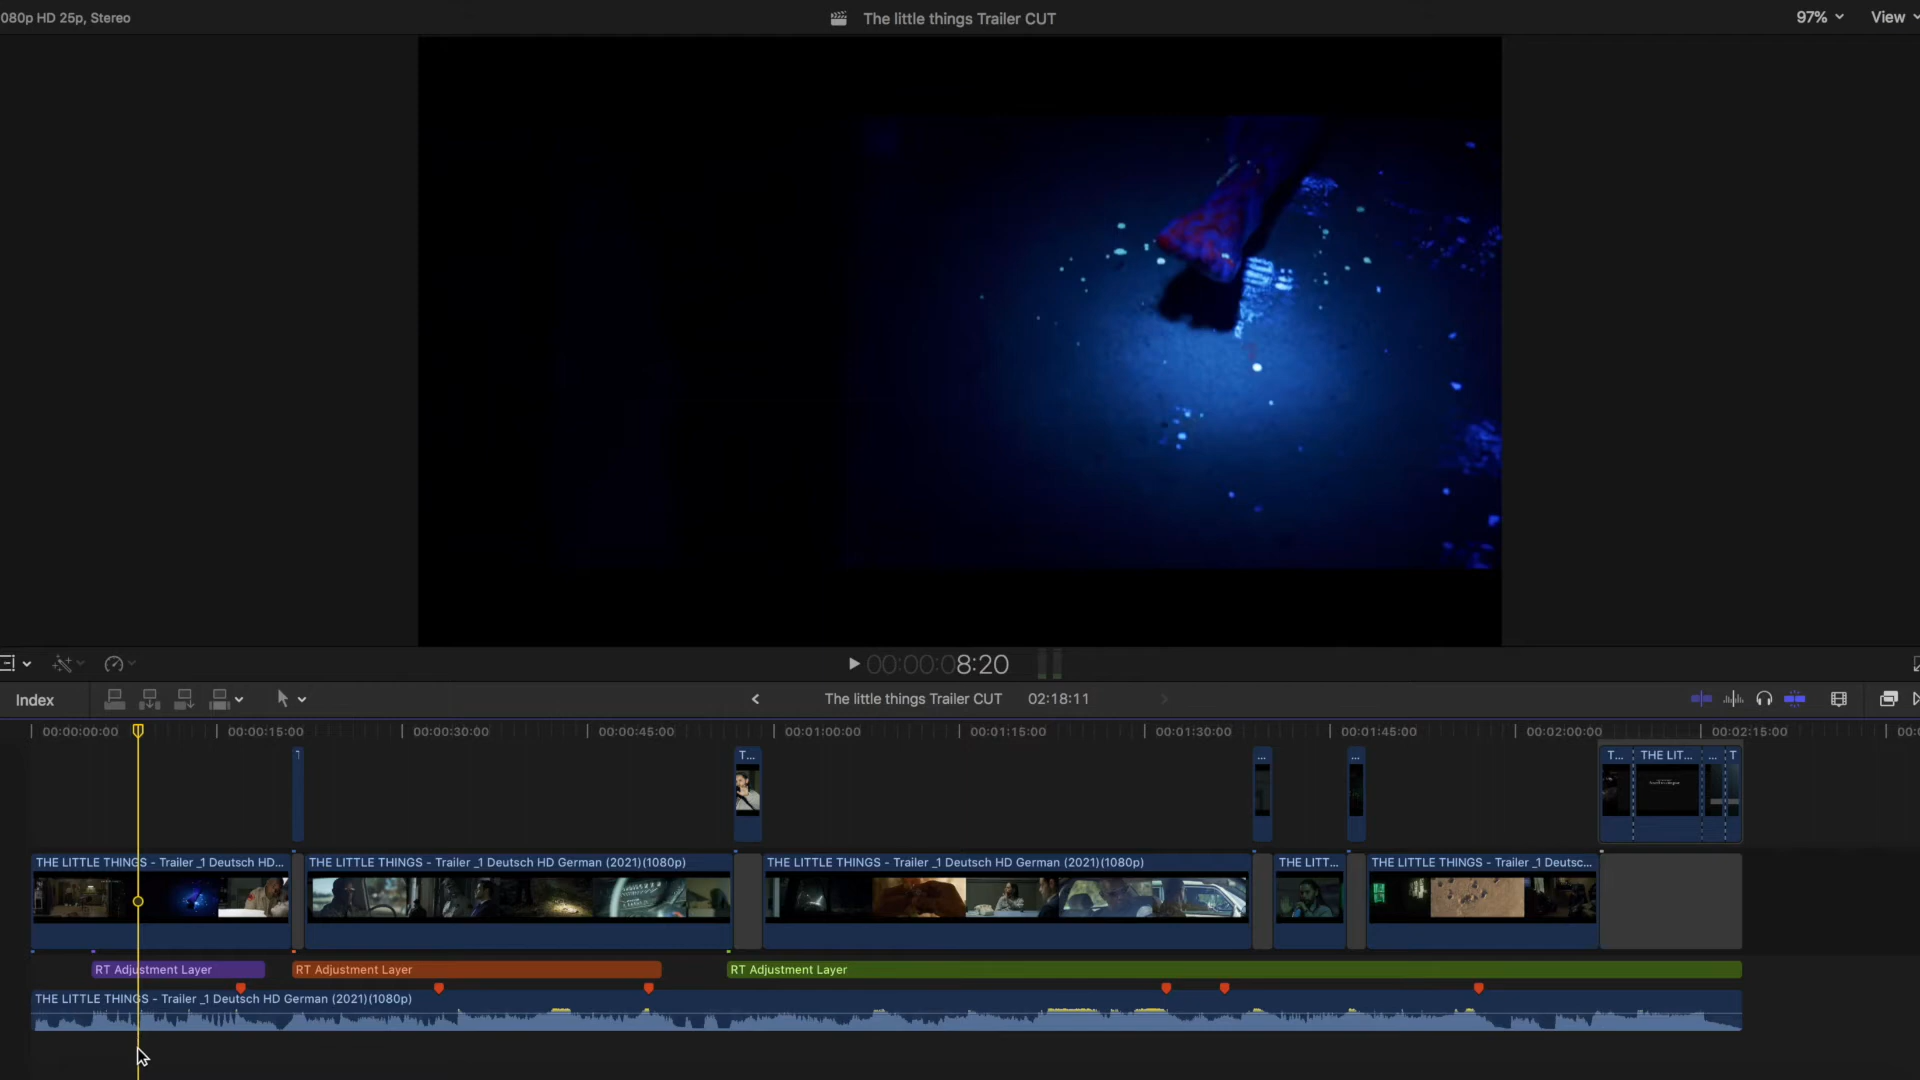 080p HD 25p, Stereo
The little things Trailer CUT
97%
View
00:00:08:20
Index
The little things Trailer CUT
02:18:11
00:00:00:00
00:00:15:00
00:00:30:00
00:00:45:00
00:01:00:00
00:01:15:00
00:01:30:00
00:01:45:00
00:02:00:00
00:02:15:00
T...
...
...
T...
THE LIT...
...
T
THE LITTLE THINGS - Trailer _1 Deutsch HD...
THE LITTLE THINGS - Trailer _1 Deutsch HD German (2021)(1080p)
THE LITTLE THINGS - Trailer _1 Deutsch HD German (2021)(1080p)
THE LITT...
THE LITTLE THINGS - Trailer _1 Deutsc...
RT Adjustment Layer
RT Adjustment Layer
RT Adjustment Layer
THE LITTLE THINGS - Trailer _1 Deutsch HD German (2021)(1080p)